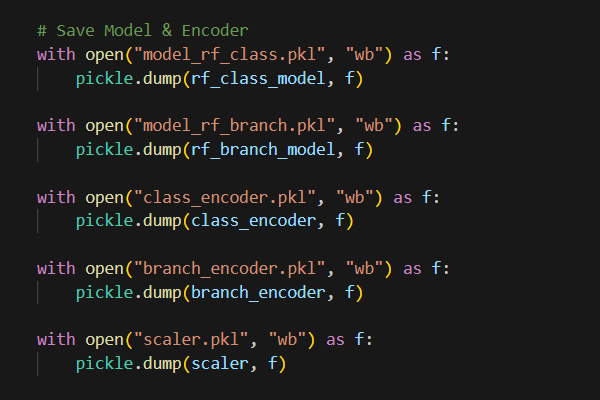 # Save Model & Encoder
with open("model_rf_class.pkl", "wb") as f:
    pickle.dump(rf_class_model, f)
with open("model_rf_branch.pkl", "wb") as f:
    pickle.dump(rf_branch_model, f)
with open("class_encoder.pkl", "wb") as f:
    pickle.dump(class_encoder, f)
with open("branch_encoder.pkl", "wb") as f:
    pickle.dump(branch_encoder, f)
with open("scaler.pkl", "wb") as f:
    pickle.dump(scaler, f)